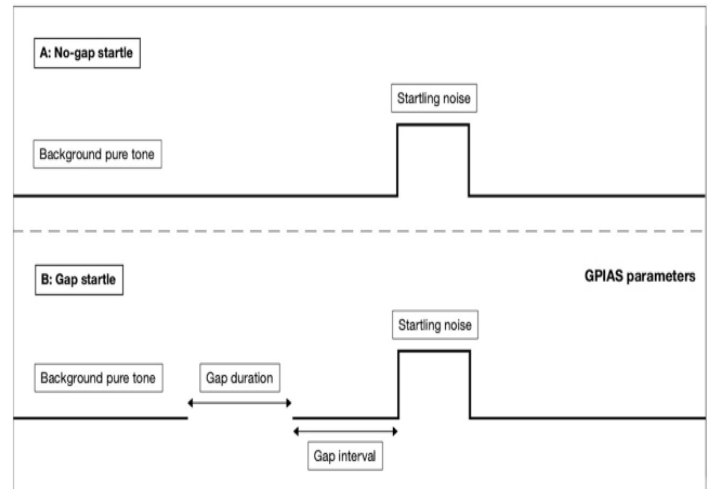 A: No-gap startle
Startling noise
Background pure tone
B: Gap startle
GPIAS parameters
Startling noise
Background pure tone
Gap duration
Gap interval